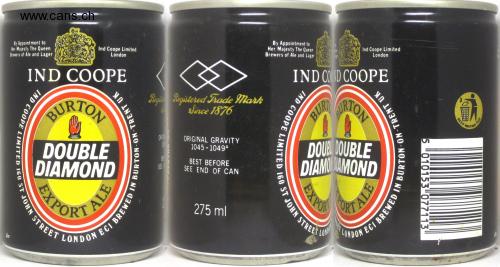 www.cans.ch
By Appointment to
Her Majesty The Queen
Brewers of Ale and Lager
Ind Coope Limited
London
IND COOPE
BURTON
DOUBLE
DIAMOND
EXPORT ALE
IND COOPE LIMITED 160 ST JOHN STREET LONDON EC1 BREWED IN BURTON-ON-TRENT UK
Registered Trade Mark
Since 1876
ORIGINAL GRAVITY
1045-1049°
BEST BEFORE
SEE END OF CAN
275 ml
By Appointment to
Her Majesty The Queen
Brewers of Ale and Lager
Ind Coope Limited
London
IND COOPE
BURTON
DOUBLE
DIAMOND
EXPORT ALE
ST JOHN STREET LONDON EC1 BREWED IN BURTON-ON-TRENT UK
5 010153 077113